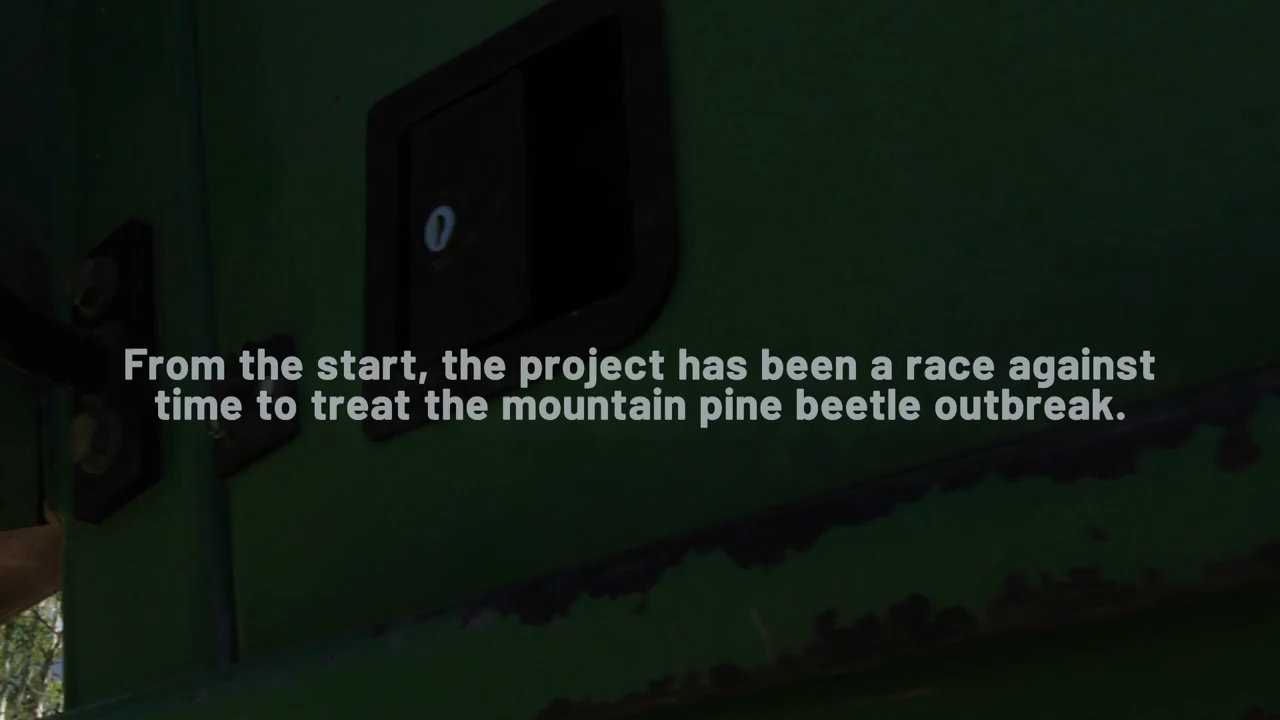 From the start, the project has been a race against
time to treat the mountain pine beetle outbreak.